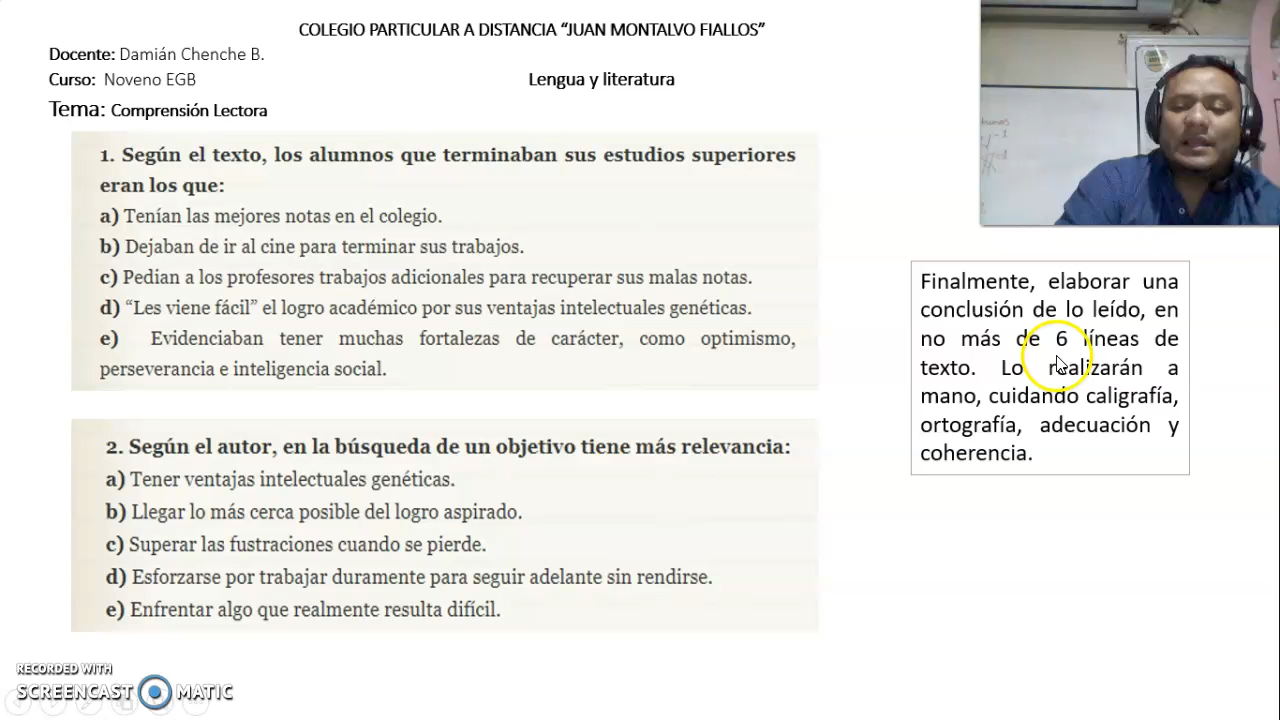 COLEGIO PARTICULAR A DISTANCIA “JUAN MONTALVO FIALLOS”
Docente: Damián Chenche B.
Curso: Noveno EGB
Lengua y literatura
Tema: Comprensión Lectora
1. Según el texto, los alumnos que terminaban sus estudios superiores
eran los que:
a) Tenían las mejores notas en el colegio.
b) Dejaban de ir al cine para terminar sus trabajos.
c) Pedian a los profesores trabajos adicionales para recuperar sus malas notas.
d) “Les viene fácil” el logro académico por sus ventajas intelectuales genéticas.
e) Evidenciaban tener muchas fortalezas de carácter, como optimismo,
perseverancia e inteligencia social.
2. Según el autor, en la búsqueda de un objetivo tiene más relevancia:
a) Tener ventajas intelectuales genéticas.
b) Llegar lo más cerca posible del logro aspirado.
c) Superar las fustraciones cuando se pierde.
d) Esforzarse por trabajar duramente para seguir adelante sin rendirse.
e) Enfrentar algo que realmente resulta difícil.
Finalmente, elaborar una
conclusión de lo leído, en
no más de 6 líneas de
texto. Lo realizarán a
mano, cuidando caligrafía,
ortografía, adecuación y
coherencia.
RECORDED WITH
SCREENCAST MATIC